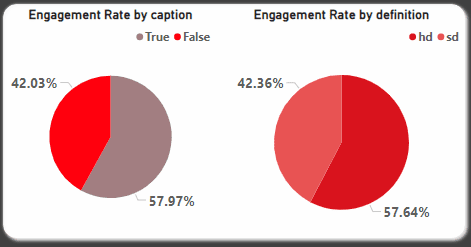 Engagement Rate by caption
True False
42.03%
57.97%
Engagement Rate by definition
hd sd
42.36%
57.64%